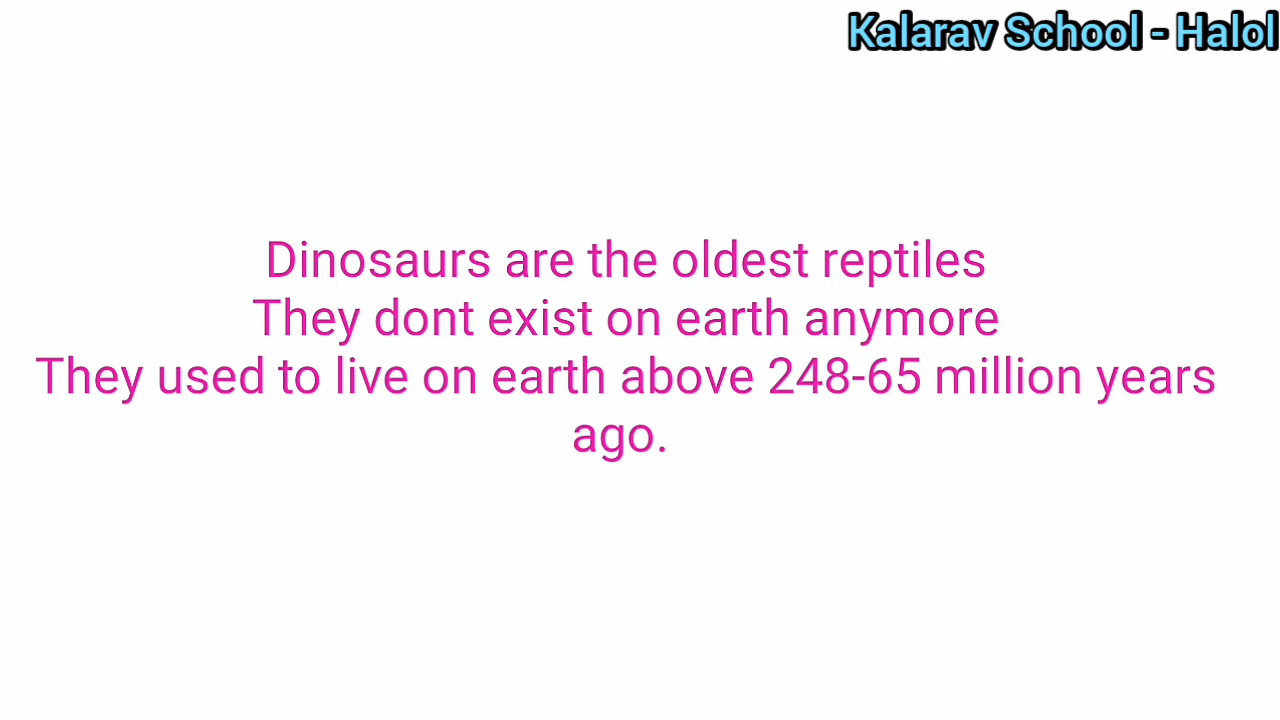 Kalarav School - Halol
Dinosaurs are the oldest reptiles
They dont exist on earth anymore
They used to live on earth above 248-65 million years
ago.